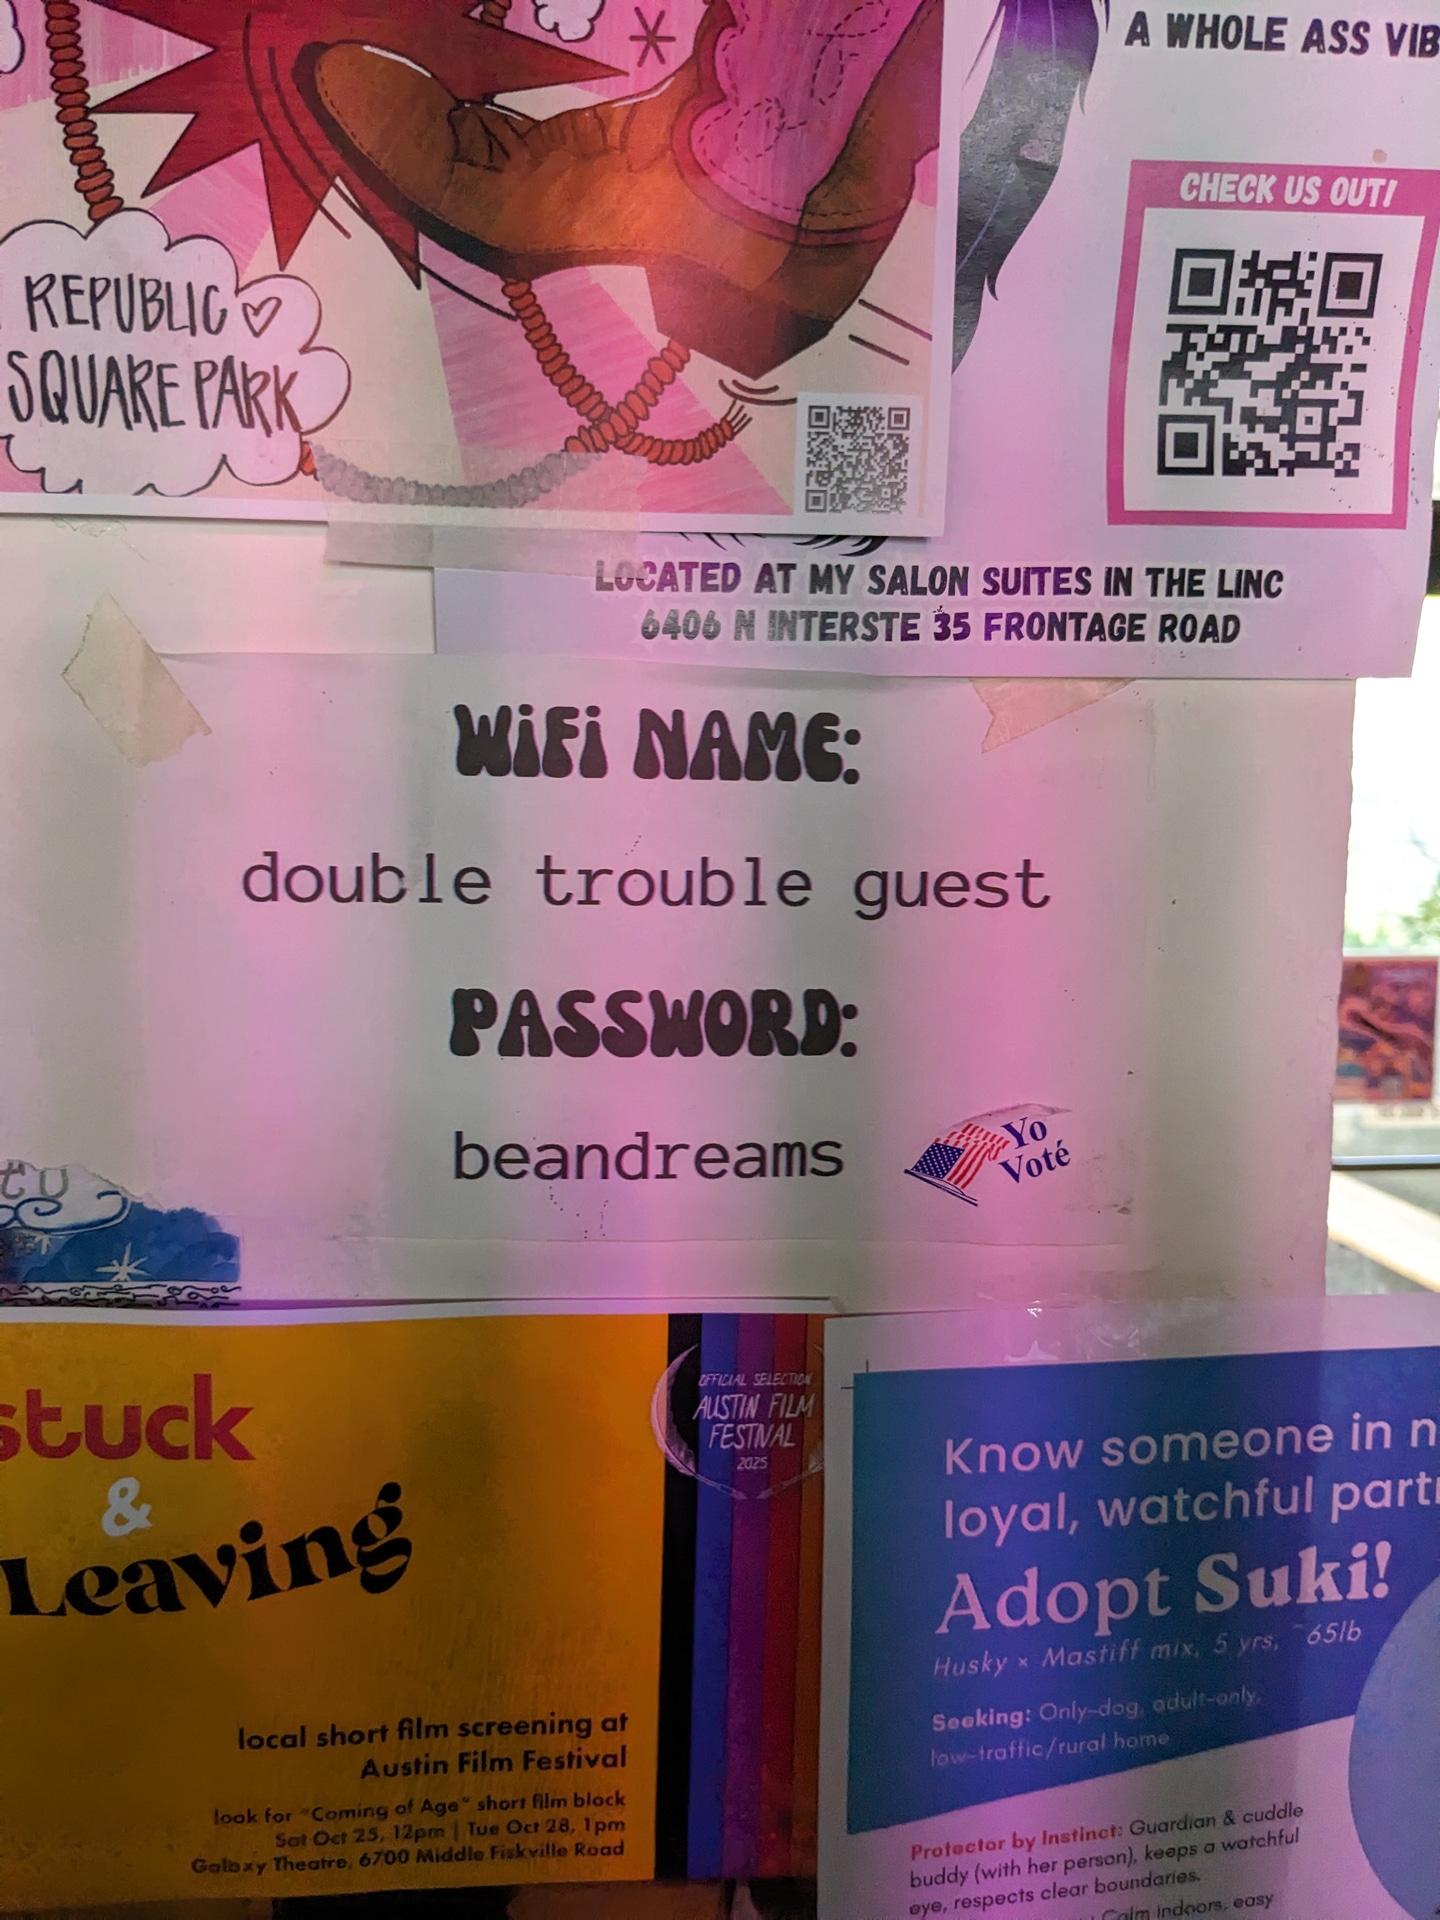 A WHOLE ASS VIB
CHECK US OUT!
REPUBLIC
SQUARE PARK
LOCATED AT MY SALON SUITES IN THE LINC
6406 N INTERSTE 35 FRONTAGE ROAD
WiFi NAME:
double trouble guest
PASSWORD:
beandreams
Yo
Voté
stuck
&
Leaving
local short film screening at
Austin Film Festival
look for "Coming of Age" short film block
Sat Oct 25, 12pm | Tue Oct 28, 1pm
Galaxy Theatre, 6700 Middle Fiskville Road
OFFICIAL SELECTION
AUSTIN FILM
FESTIVAL
2025
Know someone in n
loyal, watchful part
Adopt Suki!
Husky × Mastiff mix, 5 yrs, ~65lb
Seeking: Only-dog, adult-only,
low-traffic/rural home
Protector by Instinct: Guardian & cuddle
buddy (with her person), keeps a watchful
eye, respects clear boundaries.
Calm indoors, easy